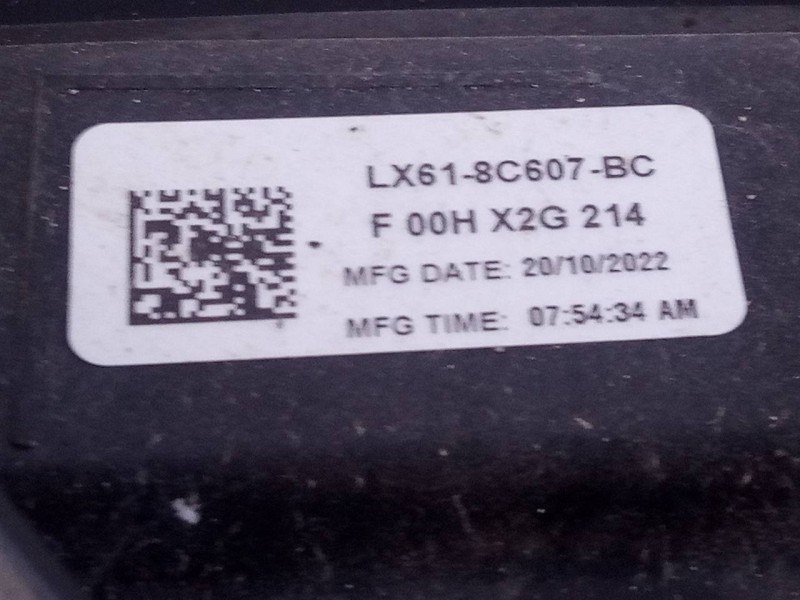 LX61-8C607-BC
F 00H X2G 214
MFG DATE: 20/10/2022
MFG TIME: 07:54:34 AM